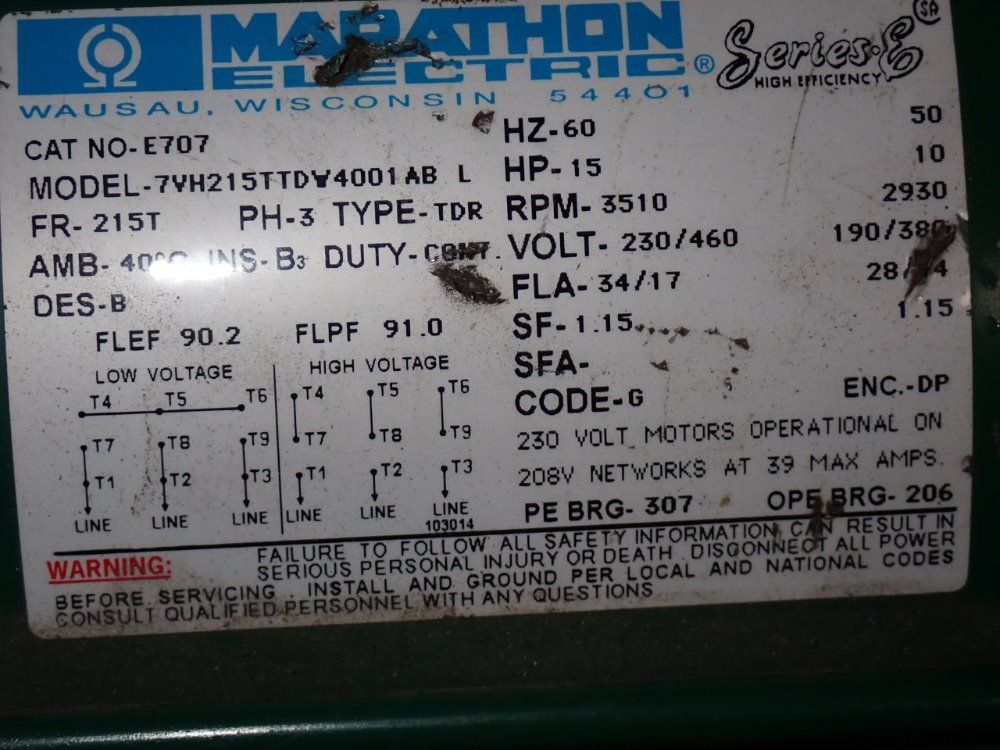 MARATHON
ELECTRIC®
WAUSAU, WISCONSIN 54401
Series-E
HIGH EFFICIENCY
SA
CAT NO-E707
MODEL-7VH215TTDW4001AB L
FR-215T PH-3 TYPE-TDR
AMB-40°C INS-B3 DUTY-CONT.
DES-B
FLEF 90.2 FLPF 91.0
HZ-60 50
HP-15 10
RPM-3510 2930
VOLT-230/460 190/380
FLA-34/17 28/14
SF-1.15 1.15
SFA-
CODE-G ENC.-DP
230 VOLT MOTORS OPERATIONAL ON
208V NETWORKS AT 39 MAX AMPS.
PE BRG-307 OPE BRG-206
LOW VOLTAGE
T4 T5 T6
T7 T8 T9
T1 T2 T3
LINE LINE LINE
HIGH VOLTAGE
T4 T5 T6
T7 T8 T9
T1 T2 T3
LINE LINE LINE
103014
WARNING: FAILURE TO FOLLOW ALL SAFETY INFORMATION CAN RESULT IN
SERIOUS PERSONAL INJURY OR DEATH. DISCONNECT ALL POWER
BEFORE SERVICING. INSTALL AND GROUND PER LOCAL AND NATIONAL CODES
CONSULT QUALIFIED PERSONNEL WITH ANY QUESTIONS